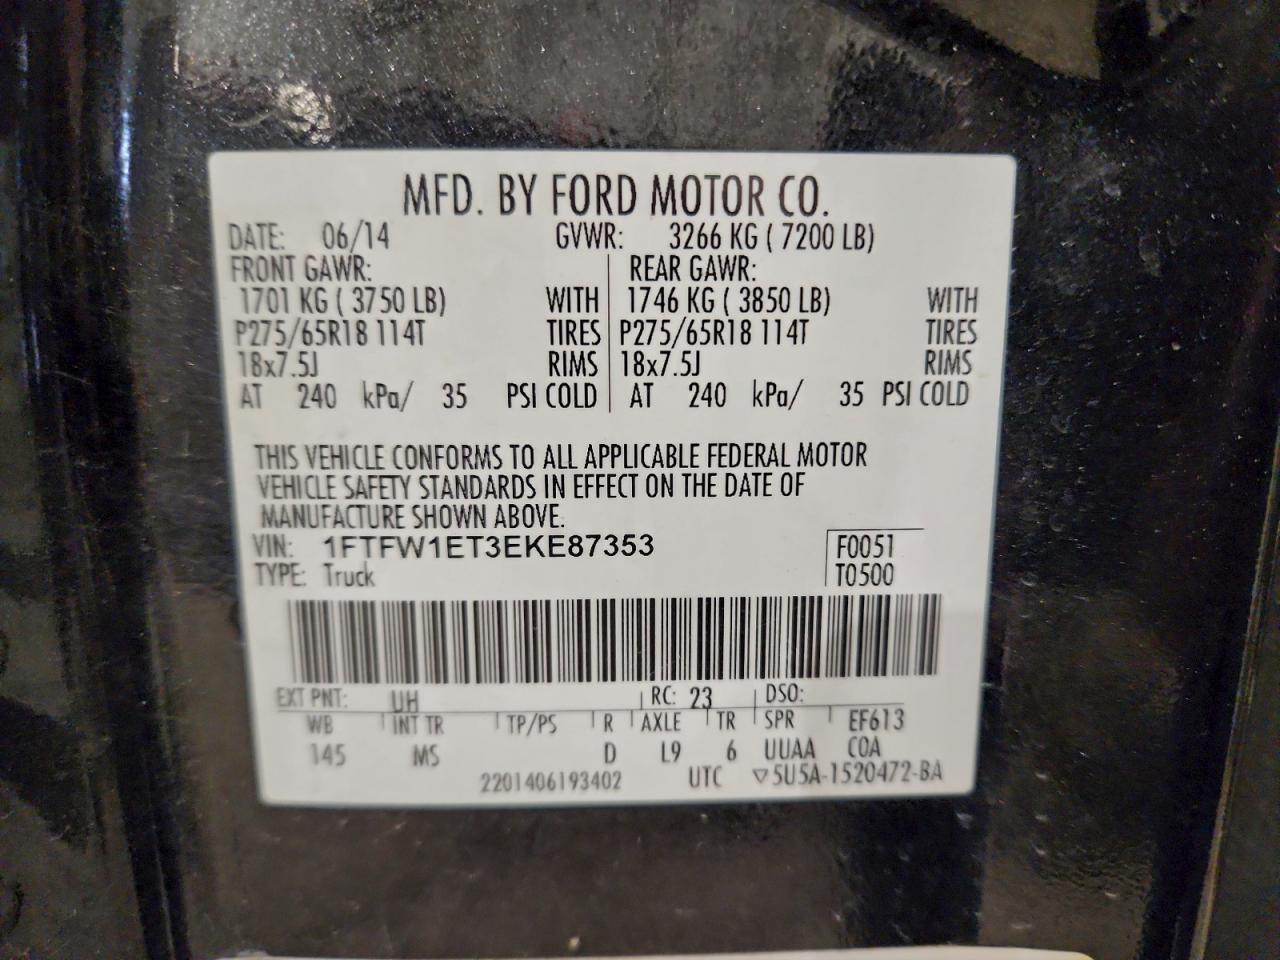 MFD. BY FORD MOTOR CO.
DATE: 06/14 GVWR: 3266 KG ( 7200 LB)
FRONT GAWR: REAR GAWR:
1701 KG ( 3750 LB) WITH 1746 KG ( 3850 LB) WITH
P275/65R18 114T TIRES P275/65R18 114T TIRES
18x7.5J RIMS 18x7.5J RIMS
AT 240 kPa/ 35 PSI COLD AT 240 kPa/ 35 PSI COLD
THIS VEHICLE CONFORMS TO ALL APPLICABLE FEDERAL MOTOR
VEHICLE SAFETY STANDARDS IN EFFECT ON THE DATE OF
MANUFACTURE SHOWN ABOVE.
VIN: 1FTFW1ET3EKE87353 F0051
TYPE: Truck T0500
EXT PNT: UH RC: 23 DSO:
WB INT TR TP/PS R AXLE TR SPR EF613
145 MS D L9 6 UUAA COA
2201406193402 UTC ▽5U5A-1520472-BA